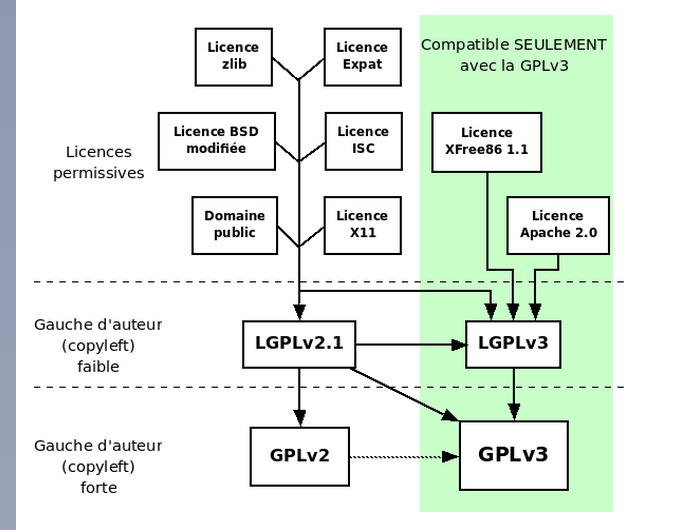 Licence
zlib
Licence
Expat
Compatible SEULEMENT
avec la GPLv3
Licence BSD
modifiée
Licence
ISC
Licence
XFree86 1.1
Licences
permissives
Domaine
public
Licence
X11
Licence
Apache 2.0
Gauche d'auteur
(copyleft)
faible
LGPLv2.1
LGPLv3
Gauche d'auteur
(copyleft)
forte
GPLv2
GPLv3